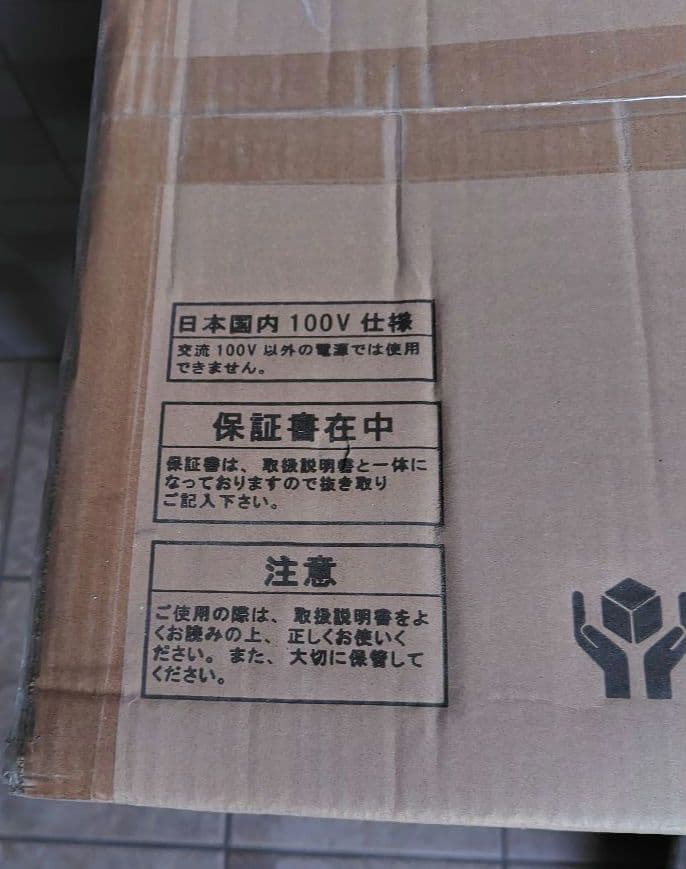 日本国内 100V 仕様
交流 100V 以外の電源では使用
できません。
保証書在中
保証書は、取扱説明書と一体に
なっておりますので抜き取り
ご記入下さい。
注意
ご使用の際は、取扱説明書をよ
くお読みの上、正しくお使いく
ださい。また、大切に保管して
ください。